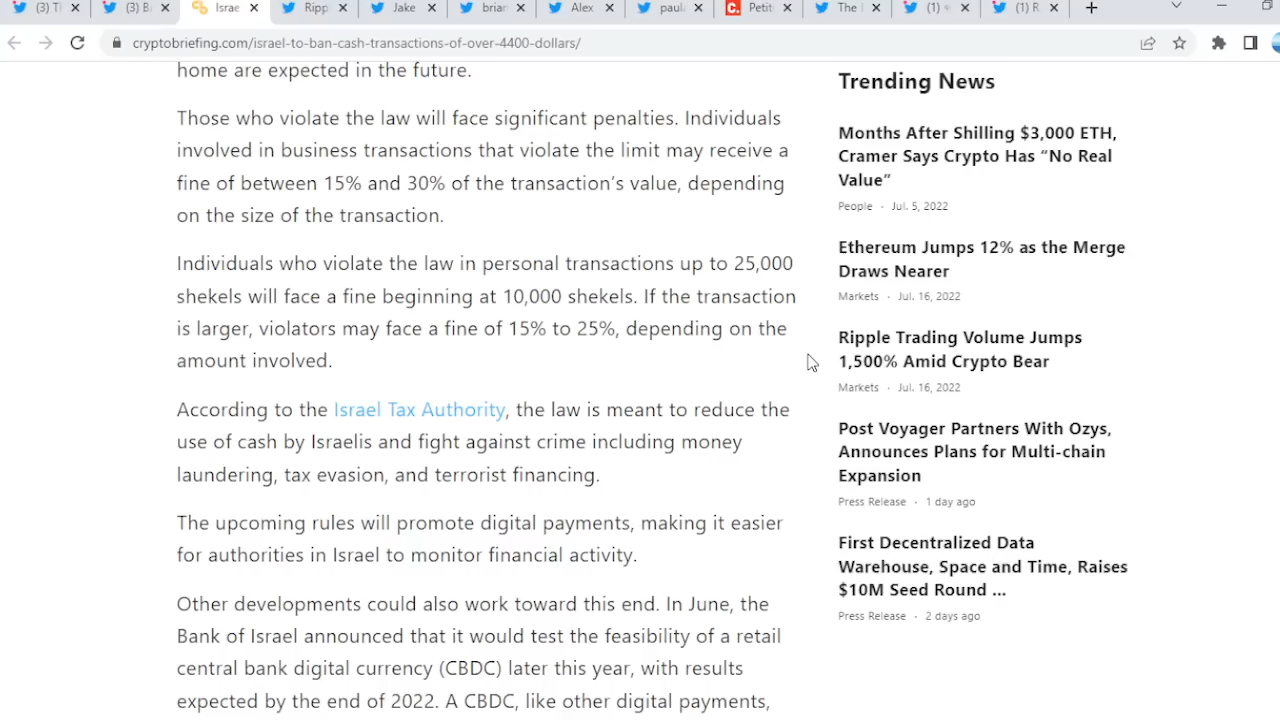 (3) T
(3) B
Israe
Ripp
Jake
brian
Alex
paul
Petiti
The
(1)
(1) R
cryptobriefing.com/israel-to-ban-cash-transactions-of-over-4400-dollars/
home are expected in the future.
Those who violate the law will face significant penalties. Individuals
involved in business transactions that violate the limit may receive a
fine of between 15% and 30% of the transaction's value, depending
on the size of the transaction.
Individuals who violate the law in personal transactions up to 25,000
shekels will face a fine beginning at 10,000 shekels. If the transaction
is larger, violators may face a fine of 15% to 25%, depending on the
amount involved.
According to the Israel Tax Authority, the law is meant to reduce the
use of cash by Israelis and fight against crime including money
laundering, tax evasion, and terrorist financing.
The upcoming rules will promote digital payments, making it easier
for authorities in Israel to monitor financial activity.
Other developments could also work toward this end. In June, the
Bank of Israel announced that it would test the feasibility of a retail
central bank digital currency (CBDC) later this year, with results
expected by the end of 2022. A CBDC, like other digital payments,
Trending News
Months After Shilling $3,000 ETH,
Cramer Says Crypto Has “No Real
Value”
People · Jul. 5, 2022
Ethereum Jumps 12% as the Merge
Draws Nearer
Markets · Jul. 16, 2022
Ripple Trading Volume Jumps
1,500% Amid Crypto Bear
Markets · Jul. 16, 2022
Post Voyager Partners With Ozys,
Announces Plans for Multi-chain
Expansion
Press Release · 1 day ago
First Decentralized Data
Warehouse, Space and Time, Raises
$10M Seed Round ...
Press Release · 2 days ago